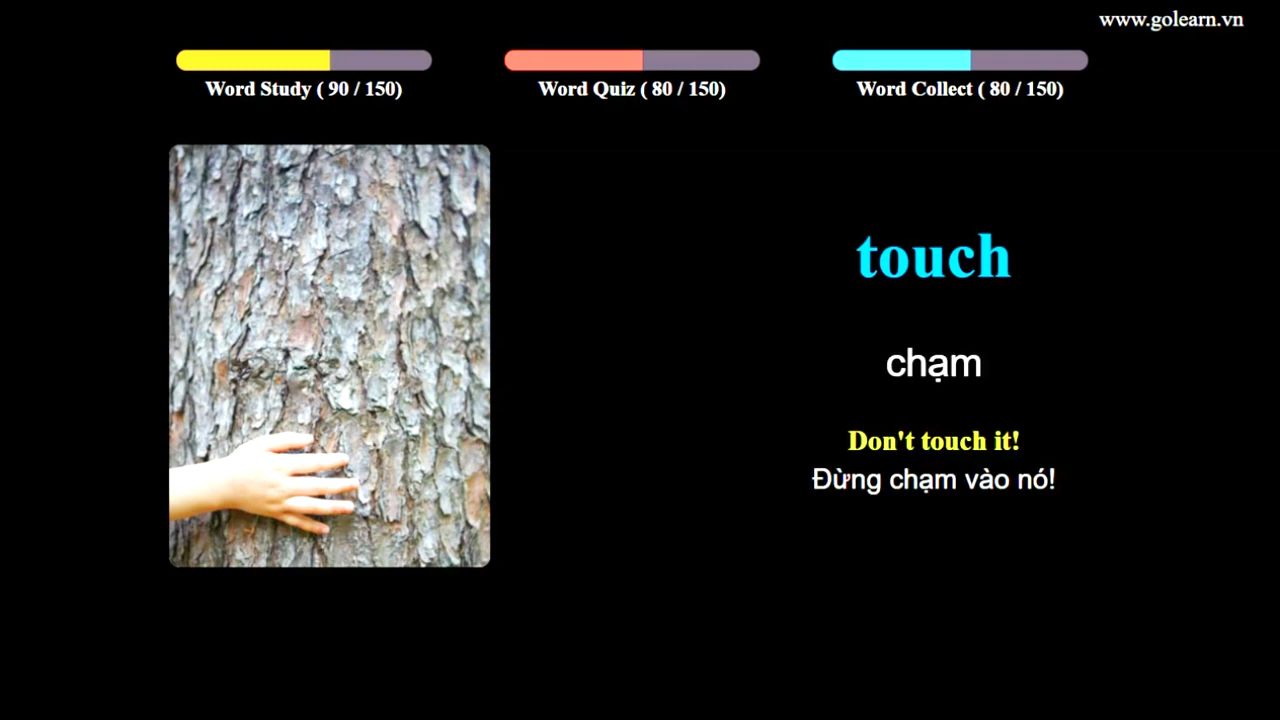 www.golearn.vn
Word Study ( 90 / 150)
Word Quiz ( 80 / 150)
Word Collect ( 80 / 150)
touch
chạm
Don't touch it!
Đừng chạm vào nó!